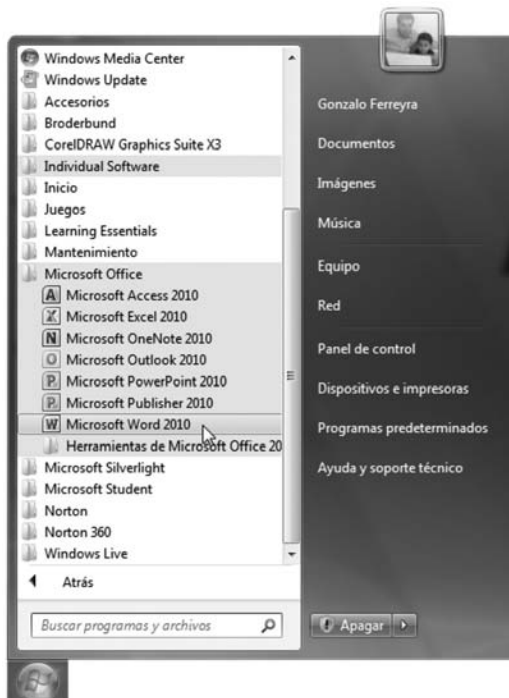 Windows Media Center
Windows Update
Accesorios
Broderbund
CorelDRAW Graphics Suite X3
Individual Software
Inicio
Juegos
Learning Essentials
Mantenimiento
Microsoft Office
Microsoft Access 2010
Microsoft Excel 2010
Microsoft OneNote 2010
Microsoft Outlook 2010
Microsoft PowerPoint 2010
Microsoft Publisher 2010
Microsoft Word 2010
Herramientas de Microsoft Office 20
Microsoft Silverlight
Microsoft Student
Norton
Norton 360
Windows Live
Atrás
Buscar programas y archivos
Gonzalo Ferreyra
Documentos
Imágenes
Música
Equipo
Red
Panel de control
Dispositivos e impresoras
Programas predeterminados
Ayuda y soporte técnico
Apagar